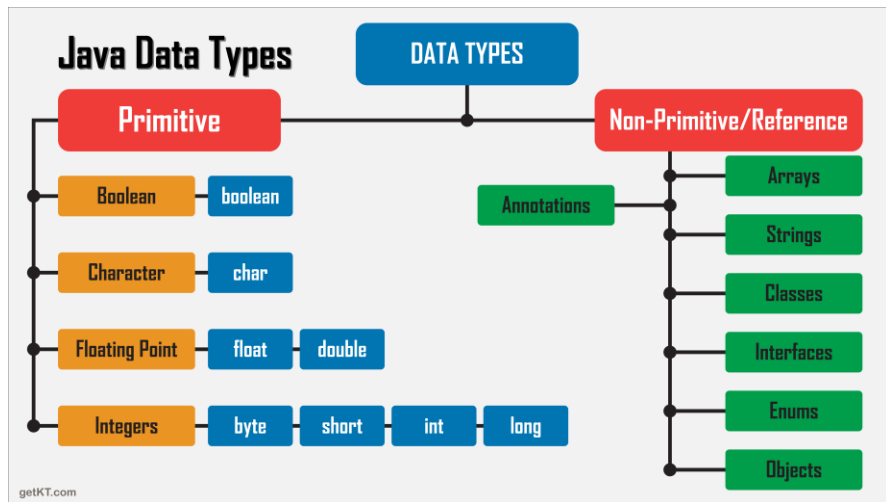 Java Data Types
DATA TYPES
Primitive
Non-Primitive/Reference
Boolean boolean
Character char
Floating Point float double
Integers byte short int long
Annotations
Arrays
Strings
Classes
Interfaces
Enums
Objects
getKT.com